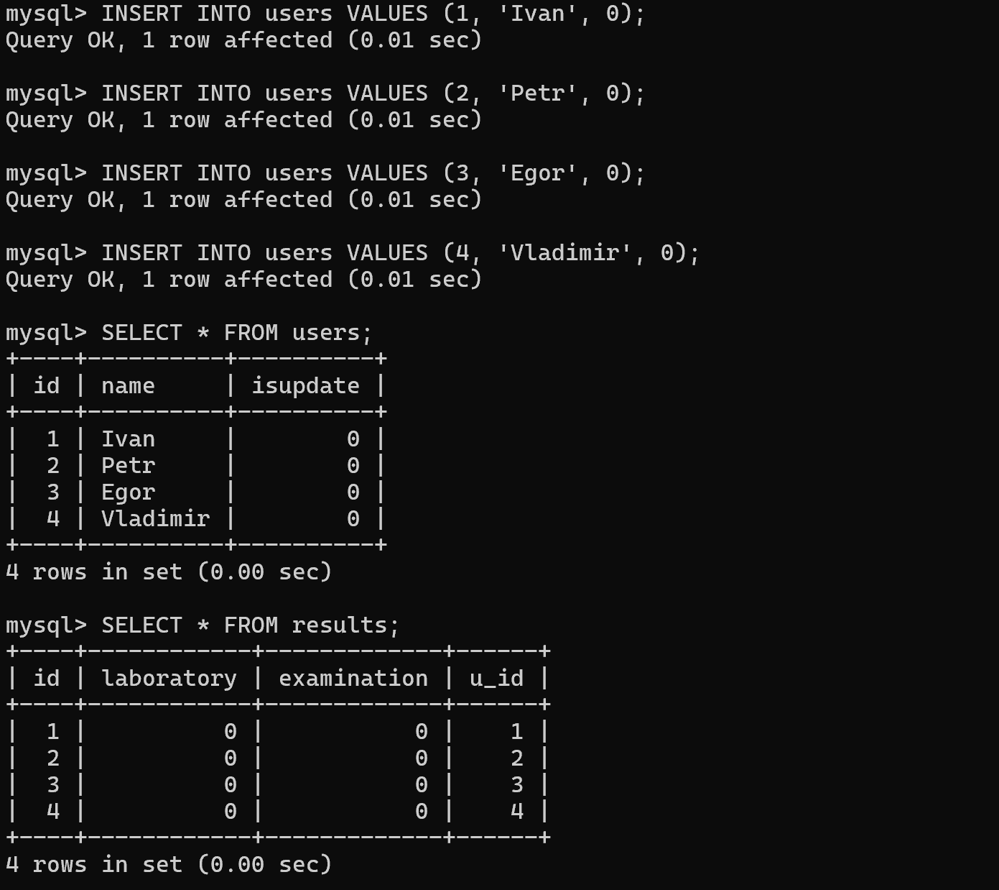 mysql> INSERT INTO users VALUES (1, 'Ivan', 0);
Query OK, 1 row affected (0.01 sec)

mysql> INSERT INTO users VALUES (2, 'Petr', 0);
Query OK, 1 row affected (0.01 sec)

mysql> INSERT INTO users VALUES (3, 'Egor', 0);
Query OK, 1 row affected (0.01 sec)

mysql> INSERT INTO users VALUES (4, 'Vladimir', 0);
Query OK, 1 row affected (0.01 sec)

mysql> SELECT * FROM users;
+----+----------+----------+
| id | name     | isupdate |
+----+----------+----------+
|  1 | Ivan     |        0 |
|  2 | Petr     |        0 |
|  3 | Egor     |        0 |
|  4 | Vladimir |        0 |
+----+----------+----------+
4 rows in set (0.00 sec)

mysql> SELECT * FROM results;
+----+------------+-------------+------+
| id | laboratory | examination | u_id |
+----+------------+-------------+------+
|  1 |          0 |           0 |    1 |
|  2 |          0 |           0 |    2 |
|  3 |          0 |           0 |    3 |
|  4 |          0 |           0 |    4 |
+----+------------+-------------+------+
4 rows in set (0.00 sec)